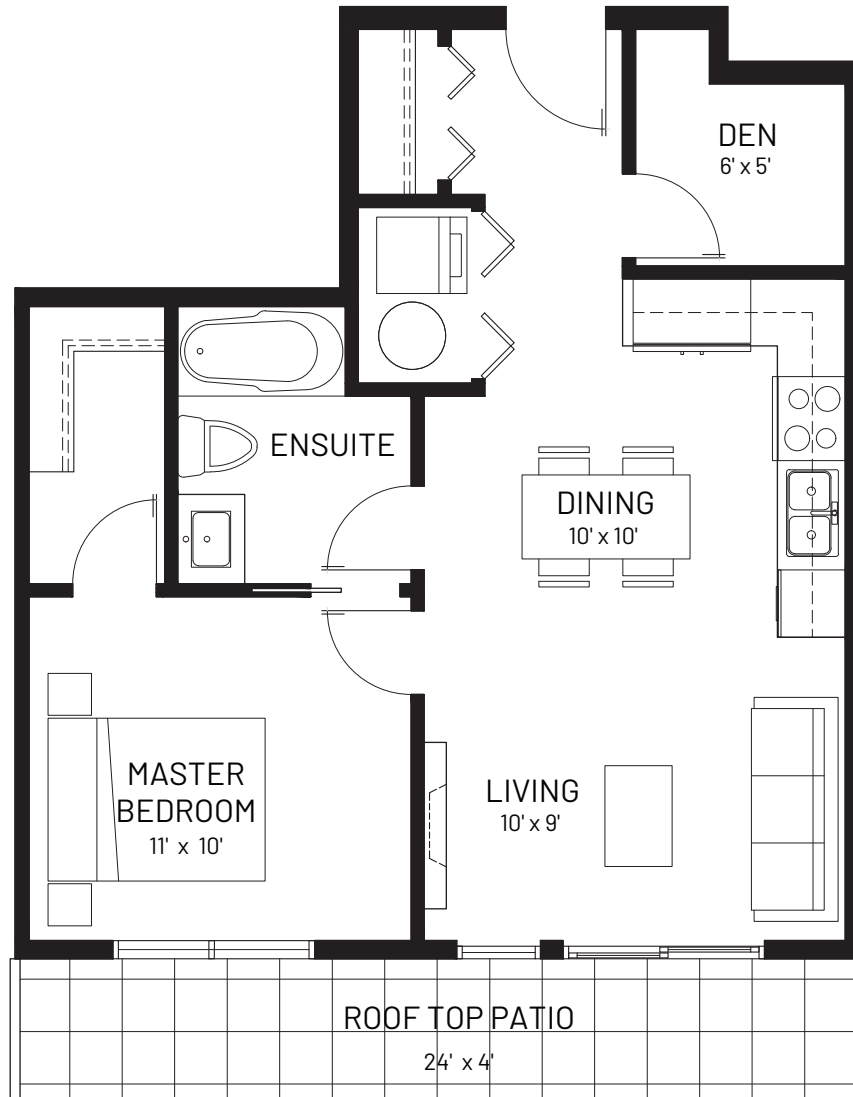 DEN
6' x 5'
ENSUITE
DINING
10' x 10'
MASTER
BEDROOM
11' x 10'
LIVING
10' x 9'
ROOF TOP PATIO
24' x 4'